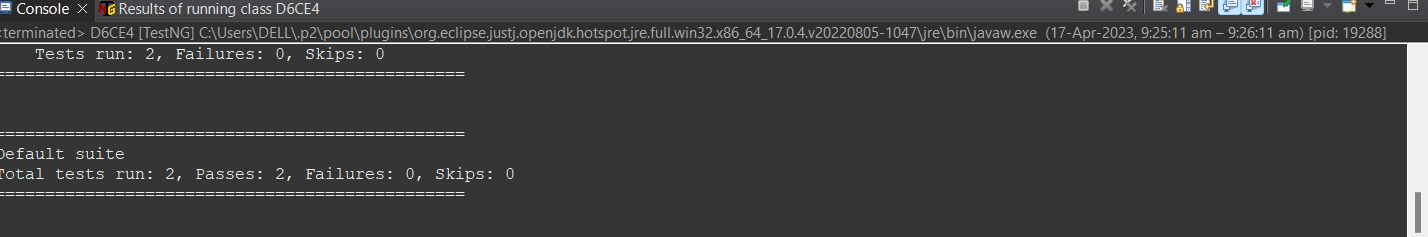 Console
Results of running class D6CE4
<terminated> D6CE4 [TestNG] C:\Users\DELL\.p2\pool\plugins\org.eclipse.justj.openjdk.hotspot.jre.full.win32.x86_64_17.0.4.v20220805-1047\jre\bin\javaw.exe (17-Apr-2023, 9:25:11 am – 9:26:11 am) [pid: 19288]
Tests run: 2, Failures: 0, Skips: 0
===============================================
===============================================
Default suite
Total tests run: 2, Passes: 2, Failures: 0, Skips: 0
===============================================